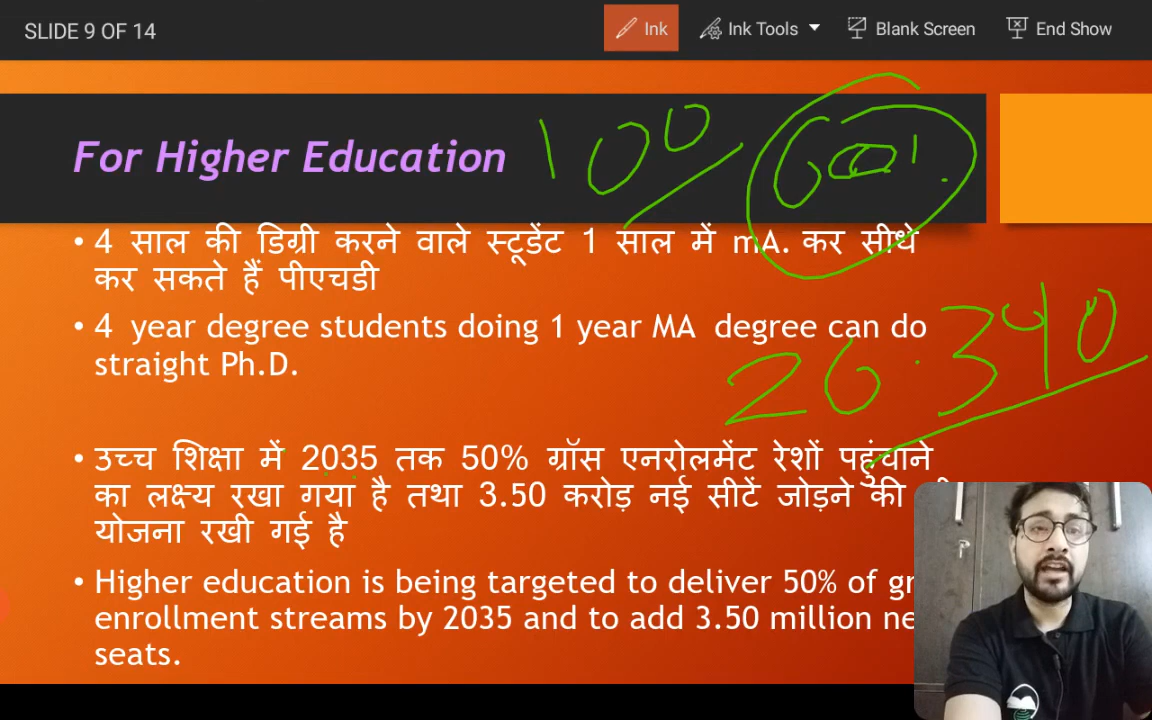 SLIDE 9 OF 14
Ink
Ink Tools
Blank Screen
End Show
For Higher Education
100
26.340
• 4 साल की डिग्री करने वाले स्टूडेंट 1 साल में mA. कर सीधे
कर सकते हैं पीएचडी
• 4 year degree students doing 1 year MA degree can do
straight Ph.D.
• उच्च शिक्षा में 2035 तक 50% ग्रॉस एनरोलमेंट रेशों पहुंचाने
का लक्ष्य रखा गया है तथा 3.50 करोड़ नई सीटें जोड़ने की
योजना रखी गई है
• Higher education is being targeted to deliver 50% of
enrollment streams by 2035 and to add 3.50 million
seats.